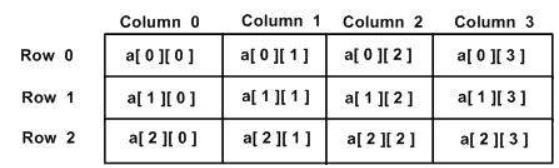 Column 0 Column 1 Column 2 Column 3
Row 0 a[ 0 ][ 0 ] a[ 0 ][ 1 ] a[ 0 ][ 2 ] a[ 0 ][ 3 ]
Row 1 a[ 1 ][ 0 ] a[ 1 ][ 1 ] a[ 1 ][ 2 ] a[ 1 ][ 3 ]
Row 2 a[ 2 ][ 0 ] a[ 2 ][ 1 ] a[ 2 ][ 2 ] a[ 2 ][ 3 ]